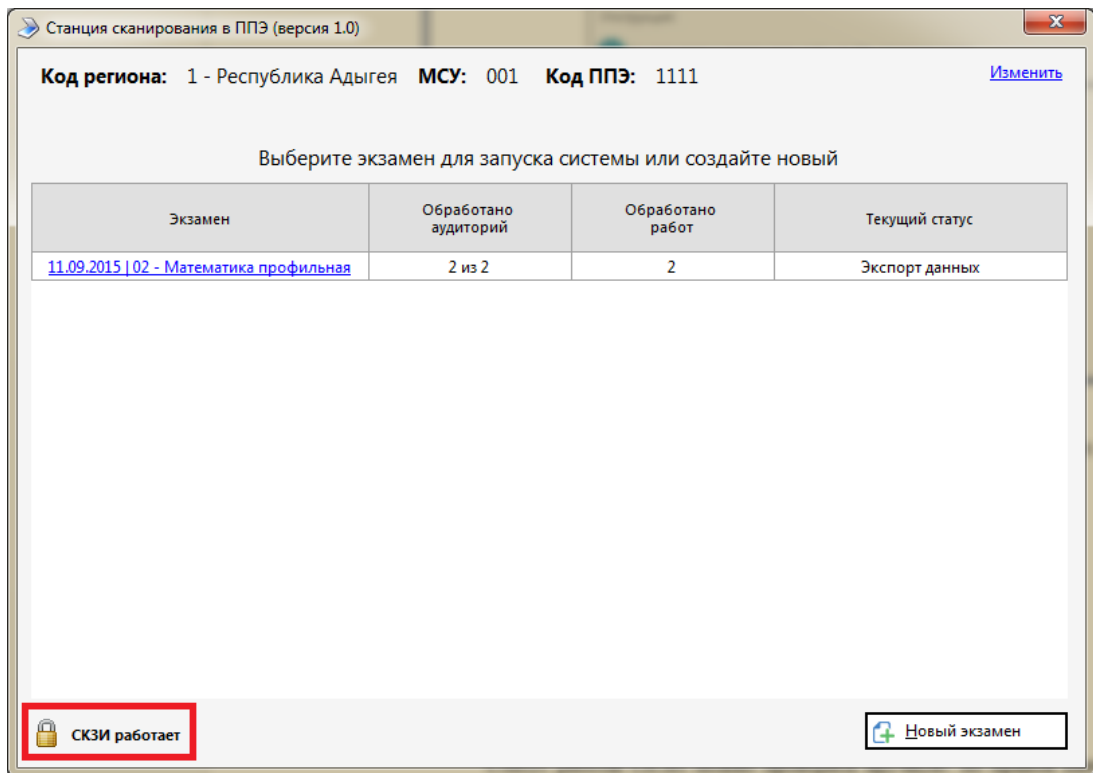 Станция сканирования в ППЭ (версия 1.0)
Код региона: 1 - Республика Адыгея МСУ: 001 Код ППЭ: 1111 Изменить
Выберите экзамен для запуска системы или создайте новый
Экзамен Обработано аудиторий Обработано работ Текущий статус
11.09.2015 | 02 - Математика профильная 2 из 2 2 Экспорт данных
СКЗИ работает Новый экзамен